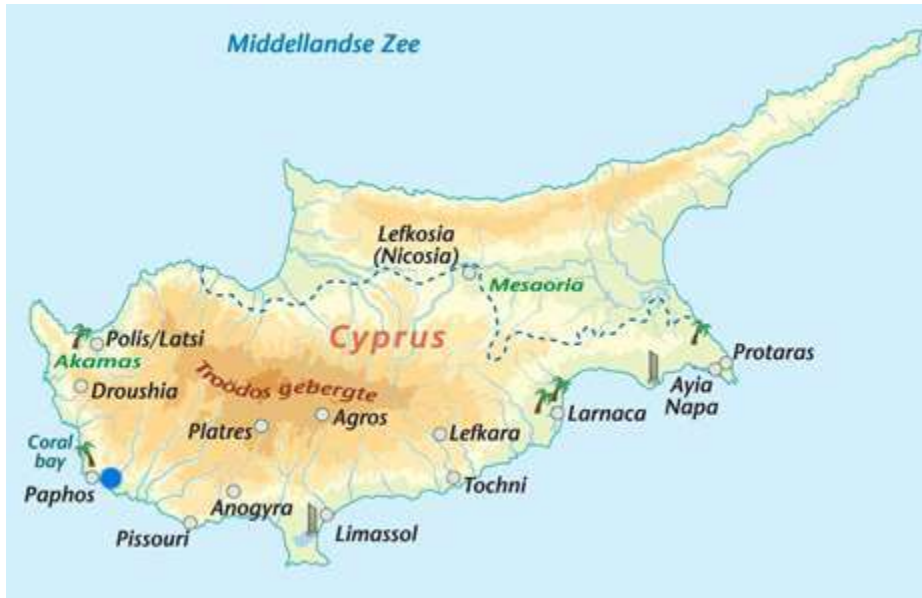 Middellandse Zee
Lefkosia
(Nicosia)
Mesaoria
Cyprus
Polis/Latsi
Akamas
Protaras
Ayia
Napa
Droushia
Troödos gebergte
Larnaca
Agros
Platres
Lefkara
Coral
bay
Paphos
Tochni
Anogyra
Limassol
Pissouri